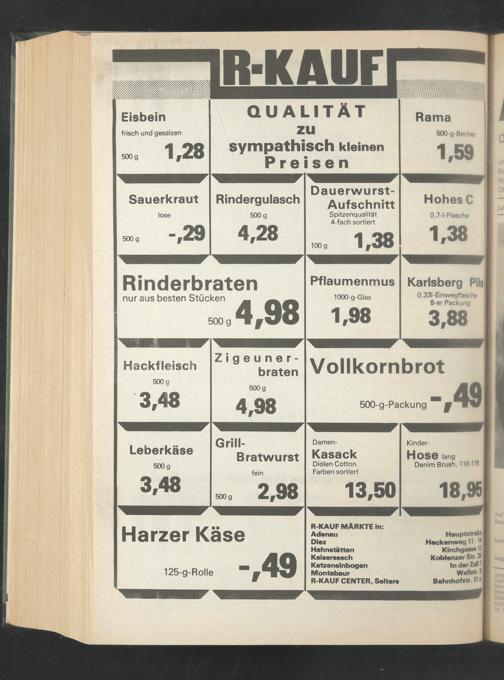 R-KAUF
Eisbein
frisch und gesalzen
500 g 1,28
QUALITÄT
zu
sympathisch kleinen
Preisen
Rama
500-g-Becher
1,59
Sauerkraut
lose
500 g -,29
Rindergulasch
500 g
4,28
Dauerwurst-
Aufschnitt
Spitzenqualität
4-fach sortiert
100 g 1,38
Hohes C
0,7-l-Flasche
1,38
Rinderbraten
nur aus besten Stücken
500 g 4,98
Pflaumenmus
1000-g-Glas
1,98
Karlsberg Pils
0,33l-Einwegflasche
8-er Packung
3,88
Hackfleisch
500 g
3,48
Zigeuner-
braten
500 g
4,98
Vollkornbrot
500-g-Packung -,49
Leberkäse
500 g
3,48
Grill-
Bratwurst
fein
500 g 2,98
Damen-
Kasack
Diolen Cotton
Farben sortiert
13,50
Kinder-
Hose lang
Denim Brush, 116-176
18,95
Harzer Käse
125-g-Rolle -,49
R-KAUF MÄRKTE in:
Adenau Hauptstraße
Diez Heckenweg 11
Hahnstätten Kirchgasse 12
Kaisersesch Koblenzer Str.
Katzenelnbogen In der Zeil
Montabaur Wallstr.
R-KAUF CENTER, Selters Bahnhofstr.